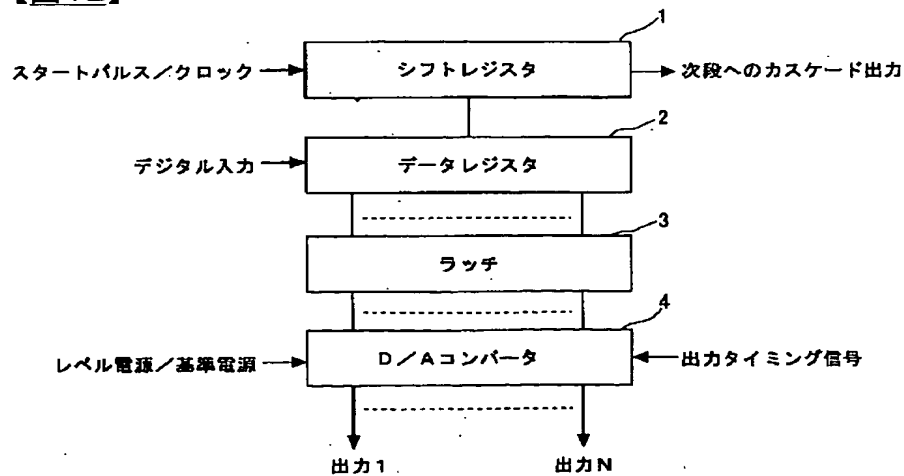 1
スタートパルス／クロック
シフトレジスタ
次段へのカスケード出力
2
デジタル入力
データレジスタ
3
ラッチ
4
レベル電源／基準電源
D／Aコンバータ
出力タイミング信号
出力1
出力N